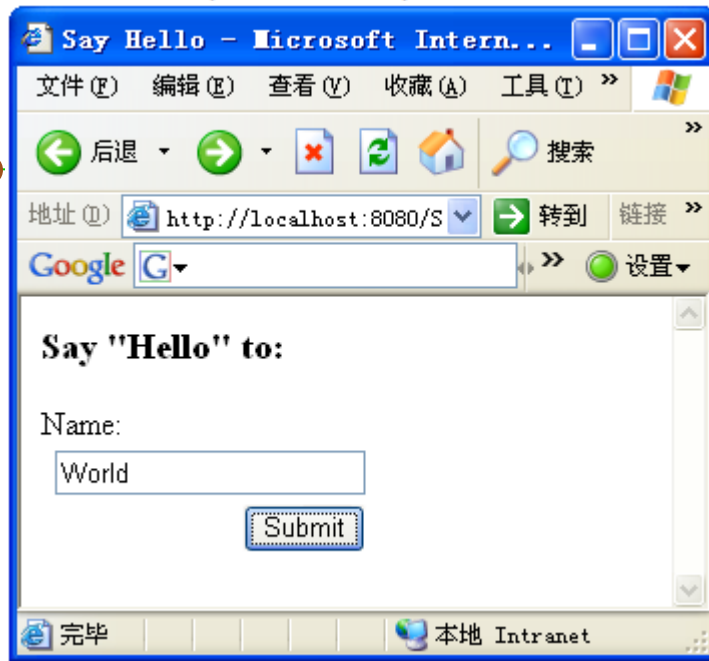 Say Hello - Microsoft Intern...
文件(F) 编辑(E) 查看(V) 收藏(A) 工具(T) »
后退 搜索 »
地址(D) http://localhost:8080/S 转到 链接 »
Google G » 设置
Say "Hello" to:
Name:
World
Submit
完毕 本地 Intranet